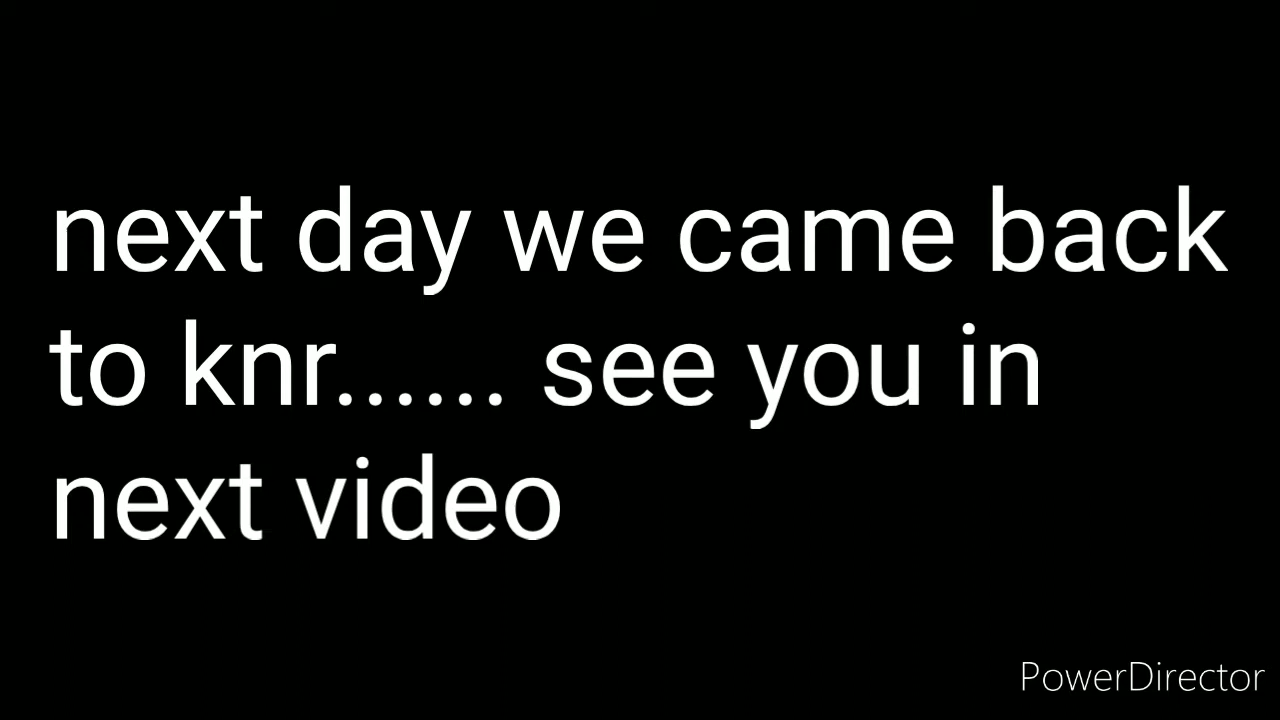 next day we came back
to knr...... see you in
next video
PowerDirector